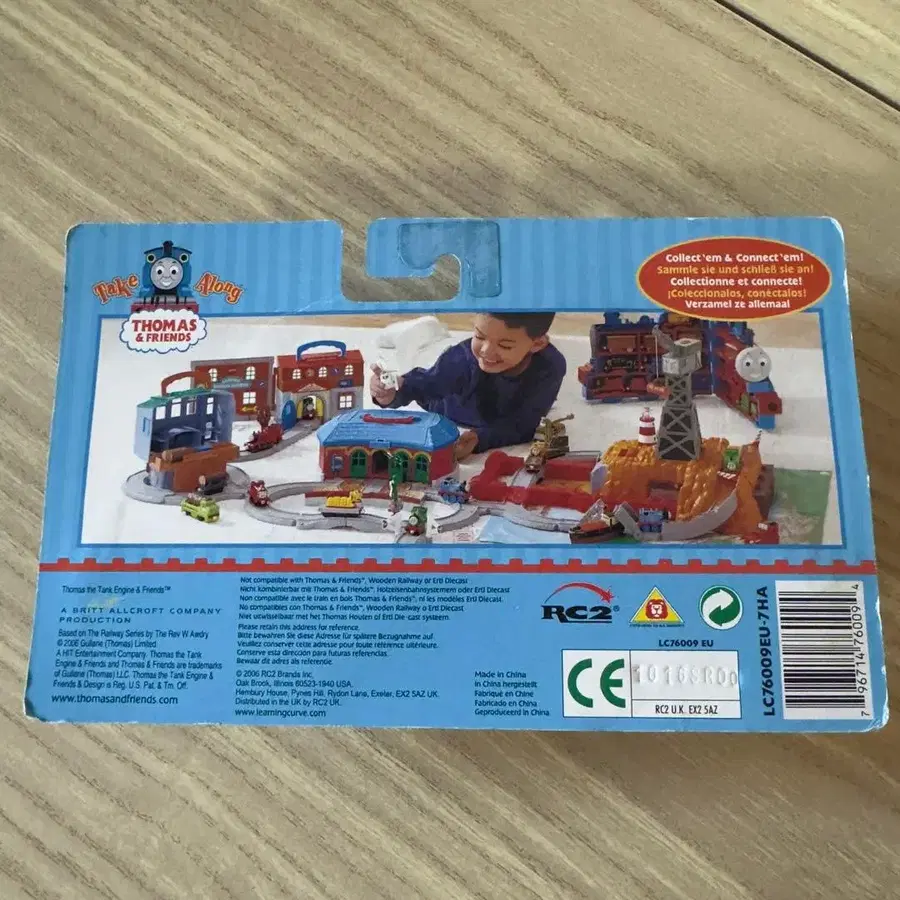 Take Along
THOMAS
& FRIENDS
Collect 'em & Connect 'em!
Sammle sie und schließ sie an!
Collectionne et connecte!
¡Coleccionalos, conéctalos!
Verzamel ze allemaal
Thomas the Tank Engine & Friends™
A BRITT ALLCROFT COMPANY
PRODUCTION
Based on The Railway Series by The Rev W Awdry
© 2006 Gullane (Thomas) Limited.
A HIT Entertainment Company. Thomas the Tank
Engine & Friends and Thomas & Friends are trademarks
of Gullane (Thomas) LLC. Thomas the Tank Engine &
Friends & Design is Reg. U.S. Pat. & Tm. Off.
www.thomasandfriends.com
Not compatible with Thomas & Friends™, Wooden Railway or Ertl Diecast
Nicht kombinierbar mit Thomas & Friends™, Holzeisenbahnsystemen oder Ertl Diecast
Non compatible avec le train en bois Thomas & Friends™, ni les modèles Ertl Diecast
No compatibles con Thomas & Friends™, Wooden Railway o Ertl Diecast
Niet uitwisselbaar met het Thomas Houten of Ertl Die-cast systeem
Please retain this address for reference.
Bitte bewahren Sie diese Adresse für spätere Bezugnahme auf
Veuillez conserver cette adresse pour toute référence ultérieure.
Conserve esta dirección para futuras referencias.
Bewaar dit adres als referentie.
© 2006 RC2 Brands Inc.
Oak Brook, Illinois 60523-1940 USA.
Hembury House, Pynes Hill, Rydon Lane, Exeter, EX2 5AZ UK.
Distributed in the UK by RC2 UK.
www.learningcurve.com
Made in China
In China hergestellt
Fabriqué en Chine
Fabricado en China
Geproduceerd in China
RC2®
LC76009 EU
CE
RC2 U.K. EX2 5AZ
LC76009EU-7HA
7 96714 76009 4